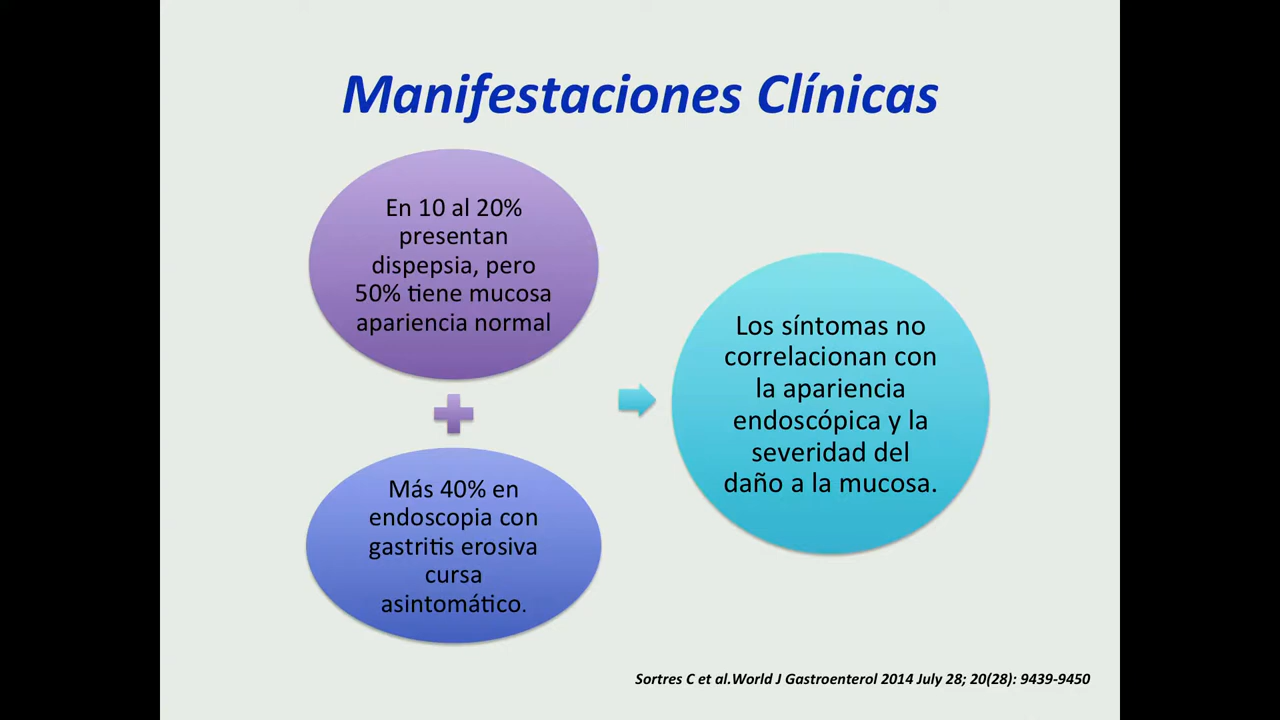 Manifestaciones Clínicas
En 10 al 20%
presentan
dispepsia, pero
50% tiene mucosa
apariencia normal
Más 40% en
endoscopia con
gastritis erosiva
cursa
asintomático.
Los síntomas no
correlacionan con
la apariencia
endoscópica y la
severidad del
daño a la mucosa.
Sortres C et al.World J Gastroenterol 2014 July 28; 20(28): 9439-9450